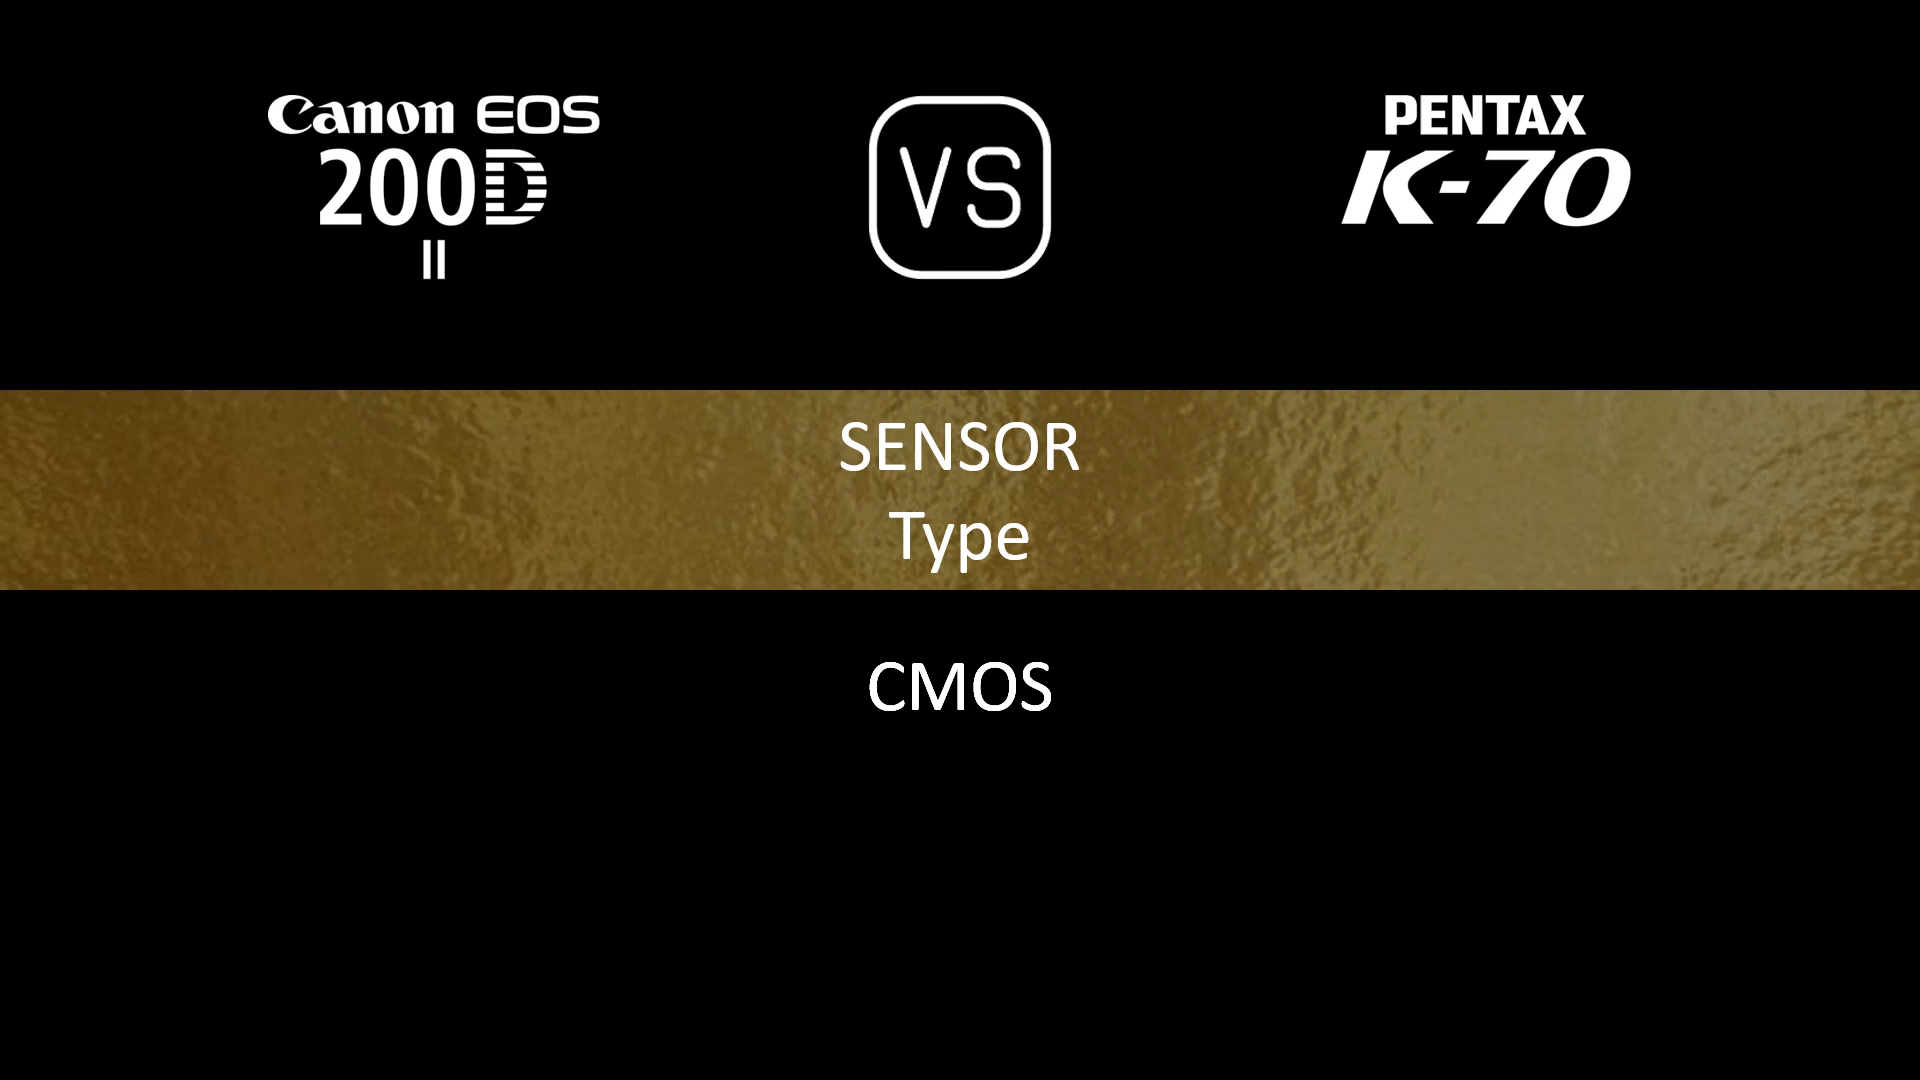 Canon EOS
200D
II
VS
PENTAX
K-70
SENSOR
Type
CMOS